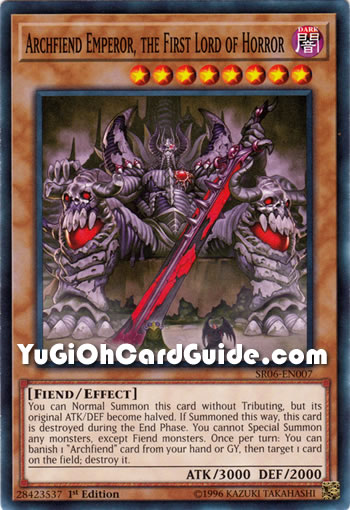 Archfiend Emperor, the First Lord of Horror
DARK
闇
YuGiOhCardGuide.com
SR06-EN007
[Fiend/Effect]
You can Normal Summon this card without Tributing, but its
original ATK/DEF become halved. If Summoned this way, this card
is destroyed during the End Phase. You cannot Special Summon
any monsters, except Fiend monsters. Once per turn: You can
banish 1 "Archfiend" card from your hand or GY, then target 1 card
on the field; destroy it.
ATK/3000 DEF/2000
28423537 1st Edition ©1996 KAZUKI TAKAHASHI